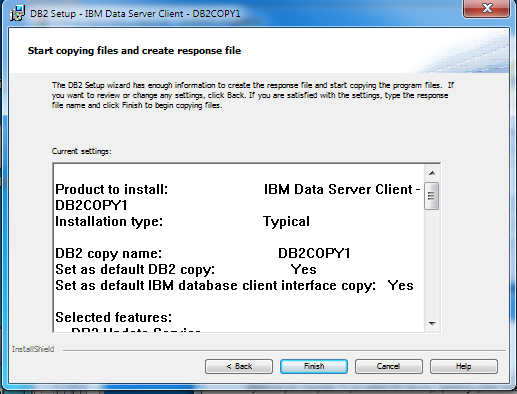 DB2 Setup - IBM Data Server Client - DB2COPY1
Start copying files and create response file
The DB2 Setup wizard has enough information to create the response file and start copying the program files. If
you want to review or change any settings, click Back. If you are satisfied with the settings, type the response
file name and click Finish to begin copying files.
Current settings:
Product to install: IBM Data Server Client -
DB2COPY1
Installation type: Typical
DB2 copy name: DB2COPY1
Set as default DB2 copy: Yes
Set as default IBM database client interface copy: Yes
Selected features:
DB2 Update Service
InstallShield
< Back Finish Cancel Help